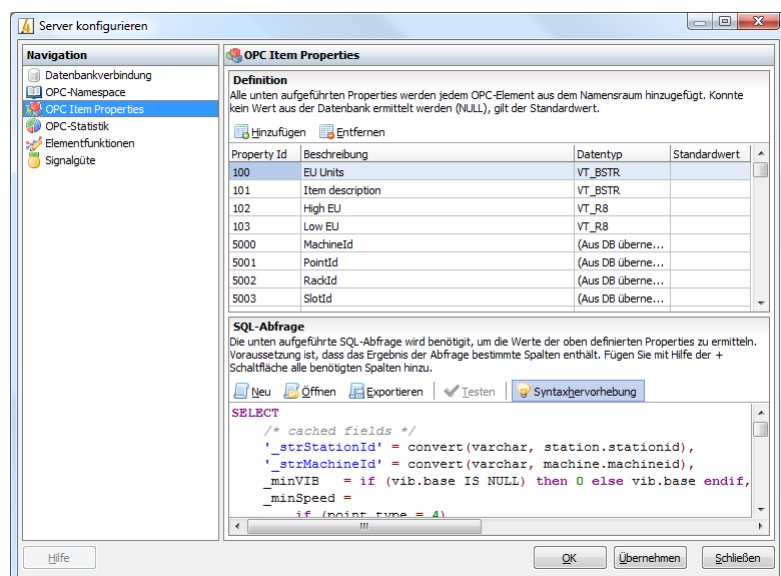 Server konfigurieren
Navigation
Datenbankverbindung
OPC-Namespace
OPC Item Properties
OPC-Statistik
Elementfunktionen
Signalgüte
OPC Item Properties
Definition
Alle unten aufgeführten Properties werden jedem OPC-Element aus dem Namensraum hinzugefügt. Konnte
kein Wert aus der Datenbank ermittelt werden (NULL), gilt der Standardwert.
Hinzufügen Entfernen
Property Id Beschreibung Datentyp Standardwert
100 EU Units VT_BSTR
101 Item description VT_BSTR
102 High EU VT_R8
103 Low EU VT_R8
5000 MachineId (Aus DB überne...
5001 PointId (Aus DB überne...
5002 RackId (Aus DB überne...
5003 SlotId (Aus DB überne...
SQL-Abfrage
Die unten aufgeführte SQL-Abfrage wird benötigt, um die Werte der oben definierten Properties zu ermitteln.
Voraussetzung ist, dass das Ergebnis der Abfrage bestimmte Spalten enthält. Fügen Sie mit Hilfe der +
Schaltfläche alle benötigten Spalten hinzu.
Neu Öffnen Exportieren Testen Syntaxhervorhebung
SELECT
/* cached fields */
'_strStationId' = convert(varchar, station.stationid),
'_strMachineId' = convert(varchar, machine.machineid),
_minVIB = if (vib.base IS NULL) then 0 else vib.base endif,
_minSpeed =
if (point_type = 4)
Hilfe OK Übernehmen Schließen